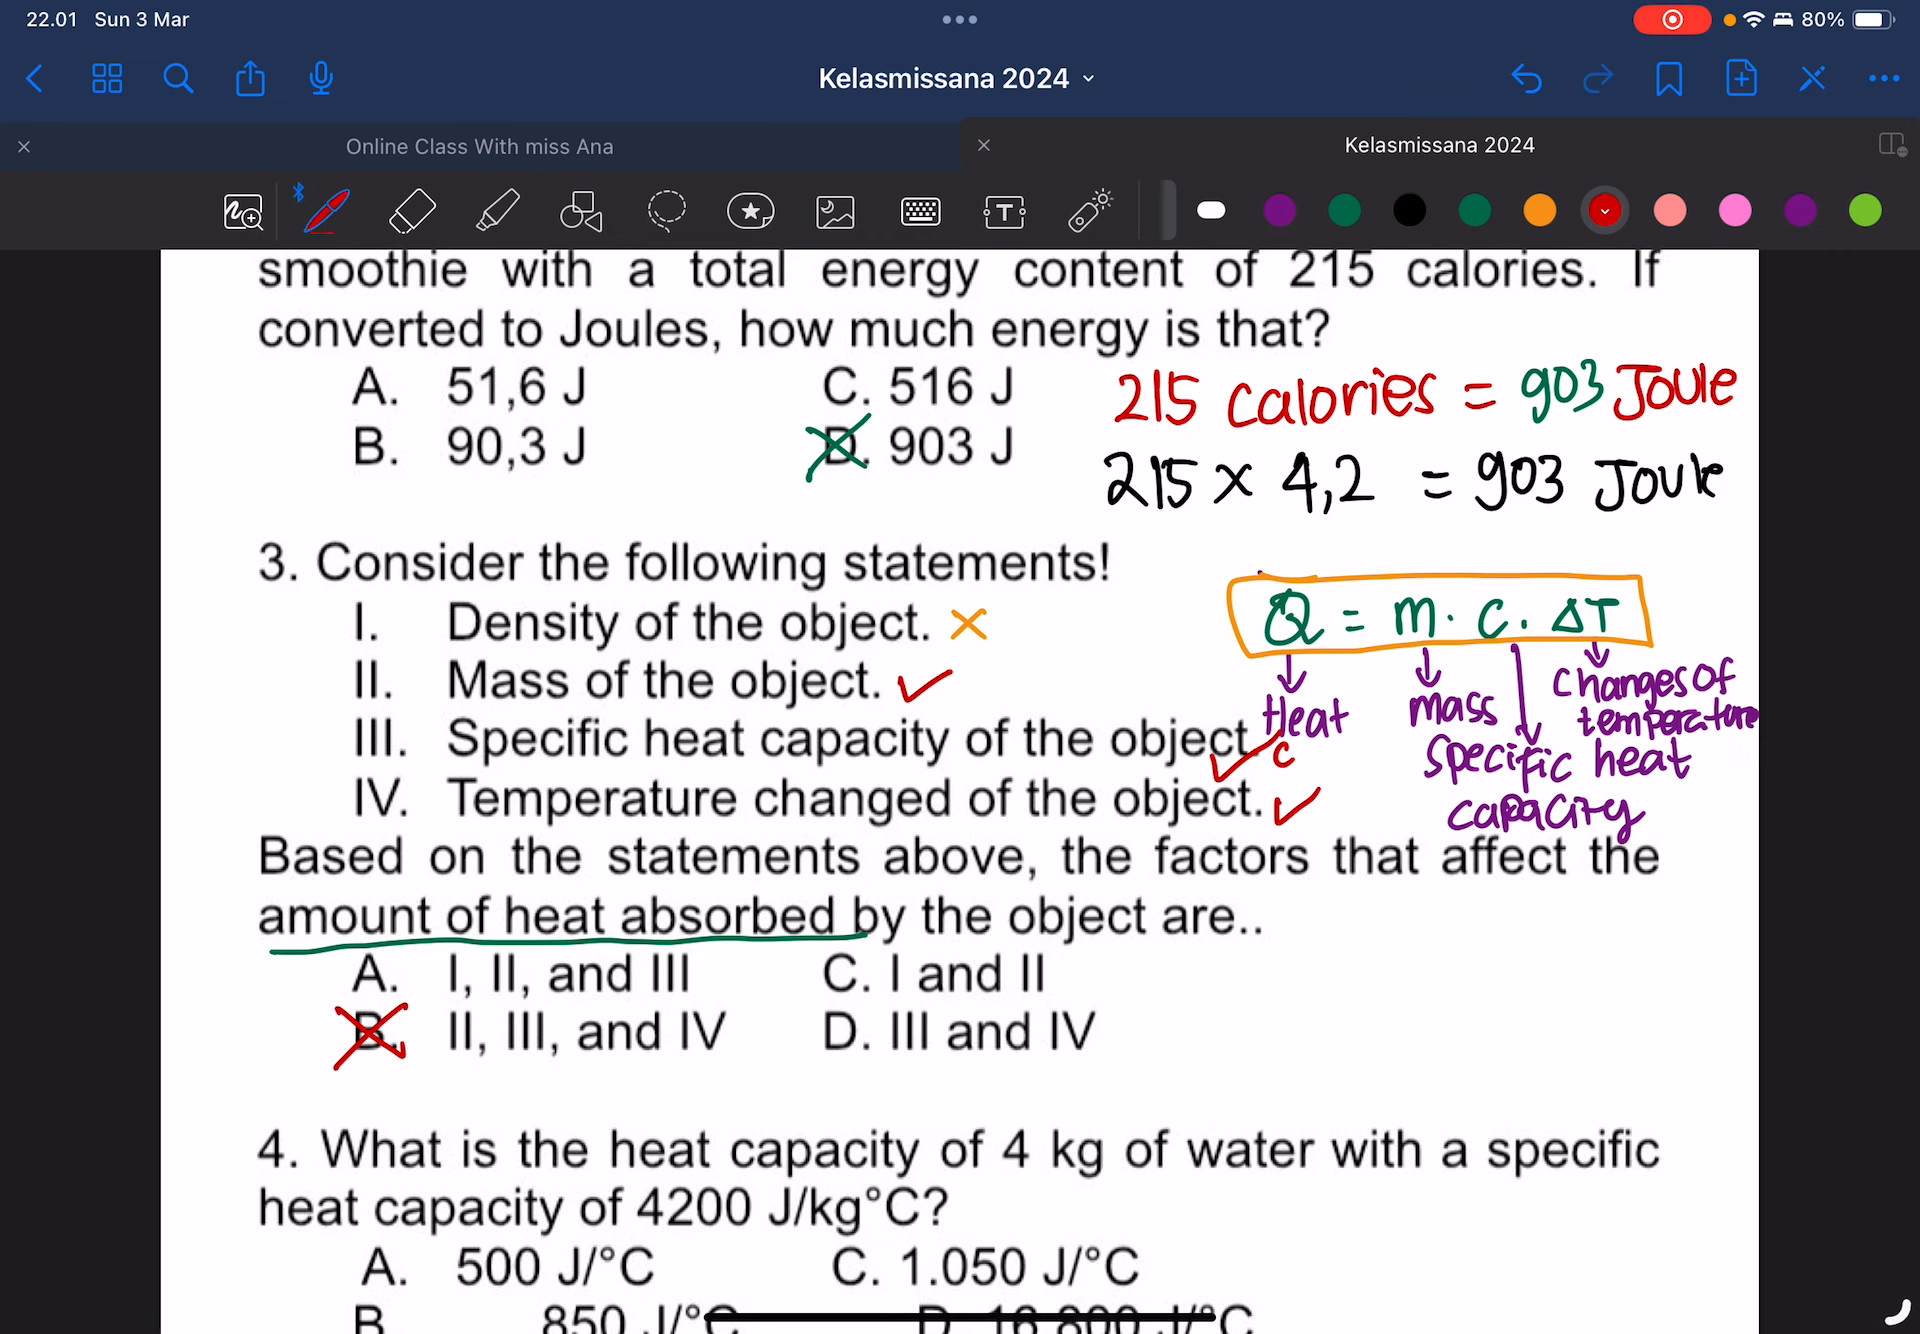 22.01 Sun 3 Mar
80%
Kelasmissana 2024
Online Class With miss Ana
Kelasmissana 2024
smoothie with a total energy content of 215 calories. If
converted to Joules, how much energy is that?
A. 51,6 J C. 516 J
B. 90,3 J D. 903 J
215 calories = 903 Joule
215 x 4,2 = 903 Joule
3. Consider the following statements!
I. Density of the object.
II. Mass of the object.
III. Specific heat capacity of the object
IV. Temperature changed of the object.
Q = m . c . ΔT
Heat
mass
changes of
temperature
c
specific heat
capacity
Based on the statements above, the factors that affect the
amount of heat absorbed by the object are..
A. I, II, and III C. I and II
B. II, III, and IV D. III and IV
4. What is the heat capacity of 4 kg of water with a specific
heat capacity of 4200 J/kg°C?
A. 500 J/°C C. 1.050 J/°C
B. 850 J/°C D. 16.800 J/°C